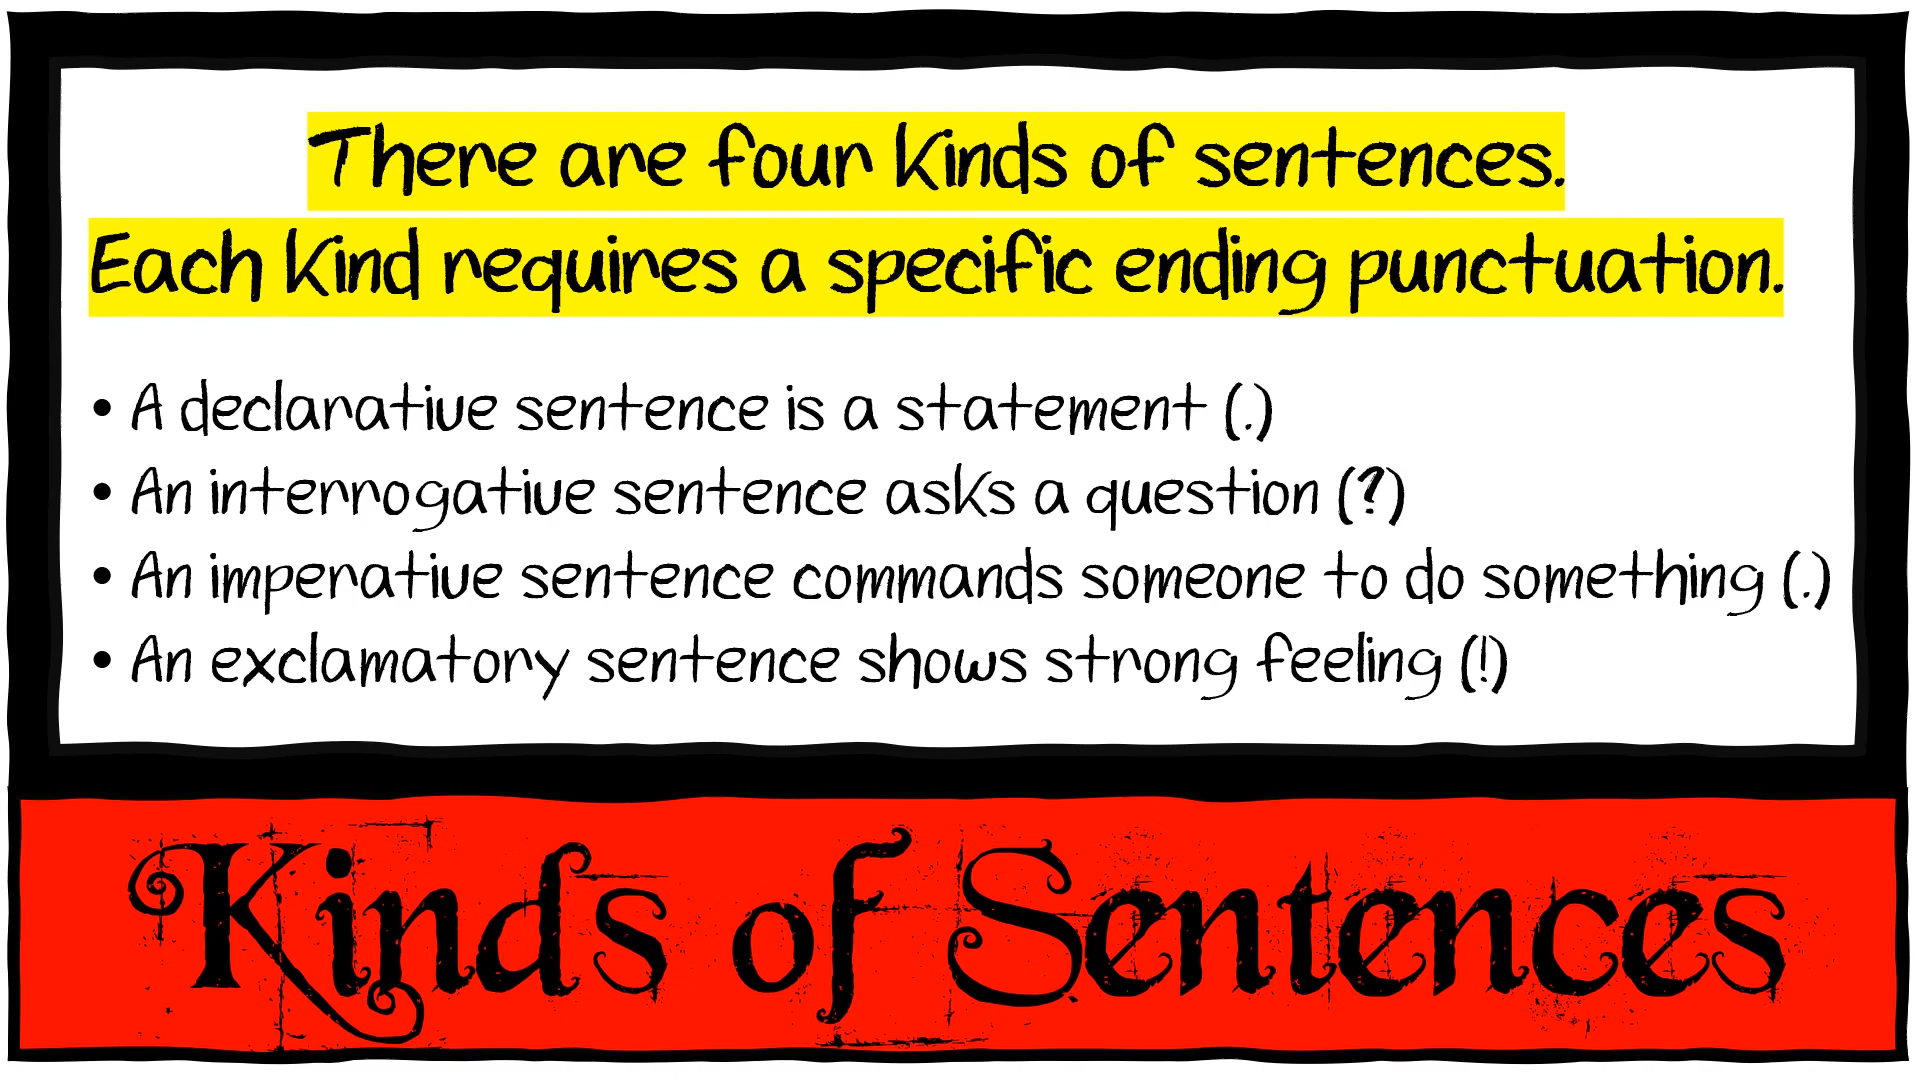 There are four kinds of sentences.
Each kind requires a specific ending punctuation.
• A declarative sentence is a statement (.)
• An interrogative sentence asks a question (?)
• An imperative sentence commands someone to do something (.)
• An exclamatory sentence shows strong feeling (!)
Kinds of Sentences